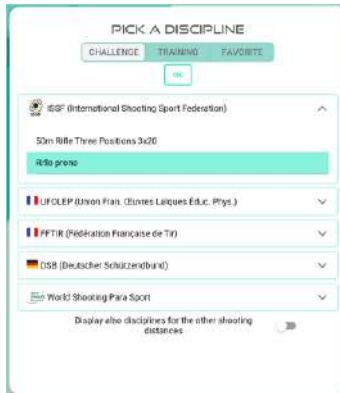 PICK A DISCIPLINE
CHALLENGE TRAINING FAVORITE
OK
ISSF (International Shooting Sport Federation)
50m Rifle Three Positions 3x20
Rifle prone
UFOLEP (Union Fran. Œuvres Laïques Éduc. Phys.)
FFTIR (Fédération Française de Tir)
DSB (Deutscher Schützenbund)
World Shooting Para Sport
Display also disciplines for the other shooting
distances